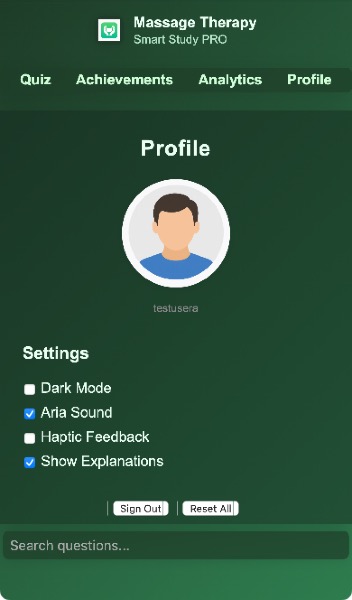 Massage Therapy
Smart Study PRO
Quiz Achievements Analytics Profile
Profile
testusera
Settings
Dark Mode
Aria Sound
Haptic Feedback
Show Explanations
Sign Out Reset All
Search questions...